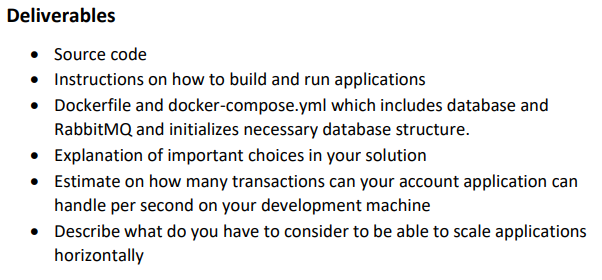 Deliverables
• Source code
• Instructions on how to build and run applications
• Dockerfile and docker-compose.yml which includes database and
RabbitMQ and initializes necessary database structure.
• Explanation of important choices in your solution
• Estimate on how many transactions can your account application can
handle per second on your development machine
• Describe what do you have to consider to be able to scale applications
horizontally